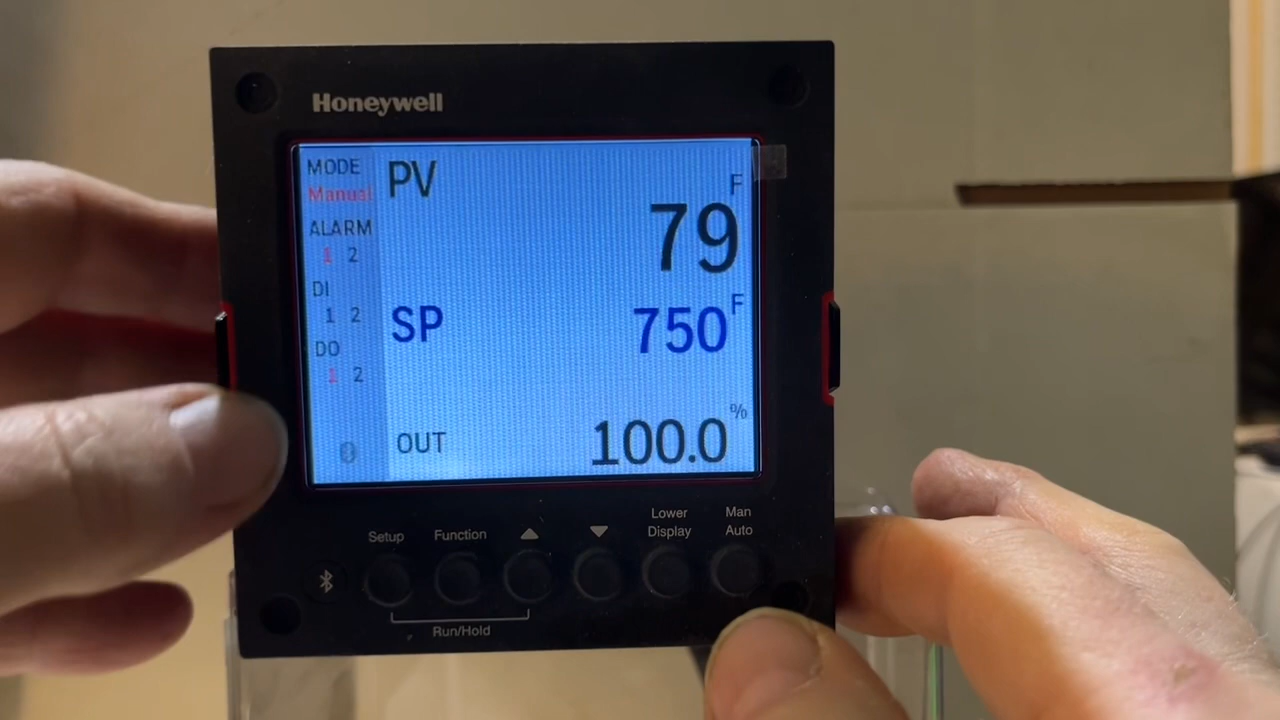 Honeywell
MODE
Manual
PV
F
79
ALARM
1 2
DI
1 2
SP
750
F
DO
1 2
OUT
100.0
%
Setup
Function
Lower
Display
Man
Auto
Run/Hold